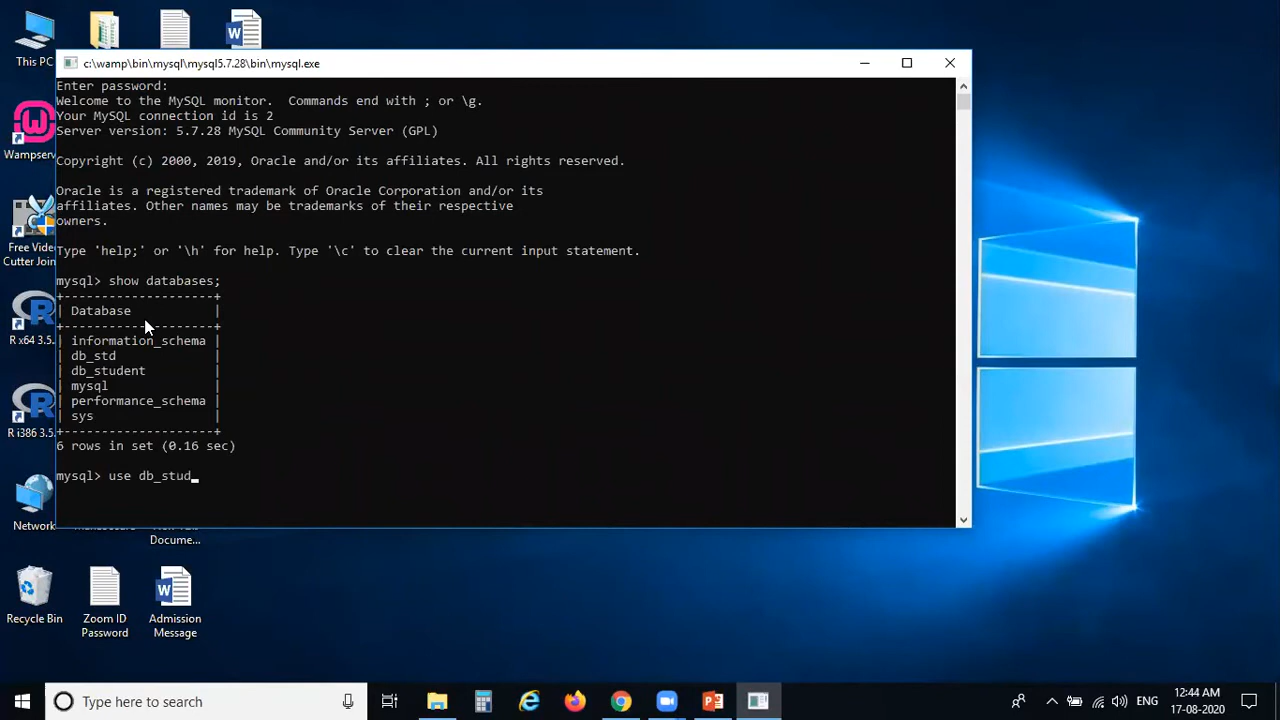 This PC
Wampserv
Free Video
Cutter Join
R x64 3.5.
R i386 3.5.
Network
Docume...
Recycle Bin
Zoom ID
Password
Admission
Message
c:\wamp\bin\mysql\mysql5.7.28\bin\mysql.exe
Enter password:
Welcome to the MySQL monitor.  Commands end with ; or \g.
Your MySQL connection id is 2
Server version: 5.7.28 MySQL Community Server (GPL)
Copyright (c) 2000, 2019, Oracle and/or its affiliates. All rights reserved.
Oracle is a registered trademark of Oracle Corporation and/or its
affiliates. Other names may be trademarks of their respective
owners.
Type 'help;' or '\h' for help. Type '\c' to clear the current input statement.
mysql> show databases;
+--------------------+
| Database           |
+--------------------+
| information_schema |
| db_std             |
| db_student         |
| mysql              |
| performance_schema |
| sys                |
+--------------------+
6 rows in set (0.16 sec)
mysql> use db_stud_
Type here to search
ENG
12:44 AM
17-08-2020